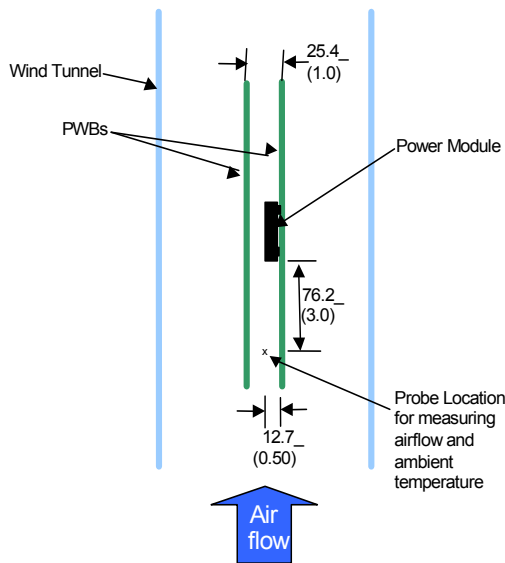 25.4_
(1.0)
Wind Tunnel
PWBs
Power Module
76.2_
(3.0)
x
Probe Location
for measuring
airflow and
ambient
temperature
12.7_
(0.50)
Air
flow